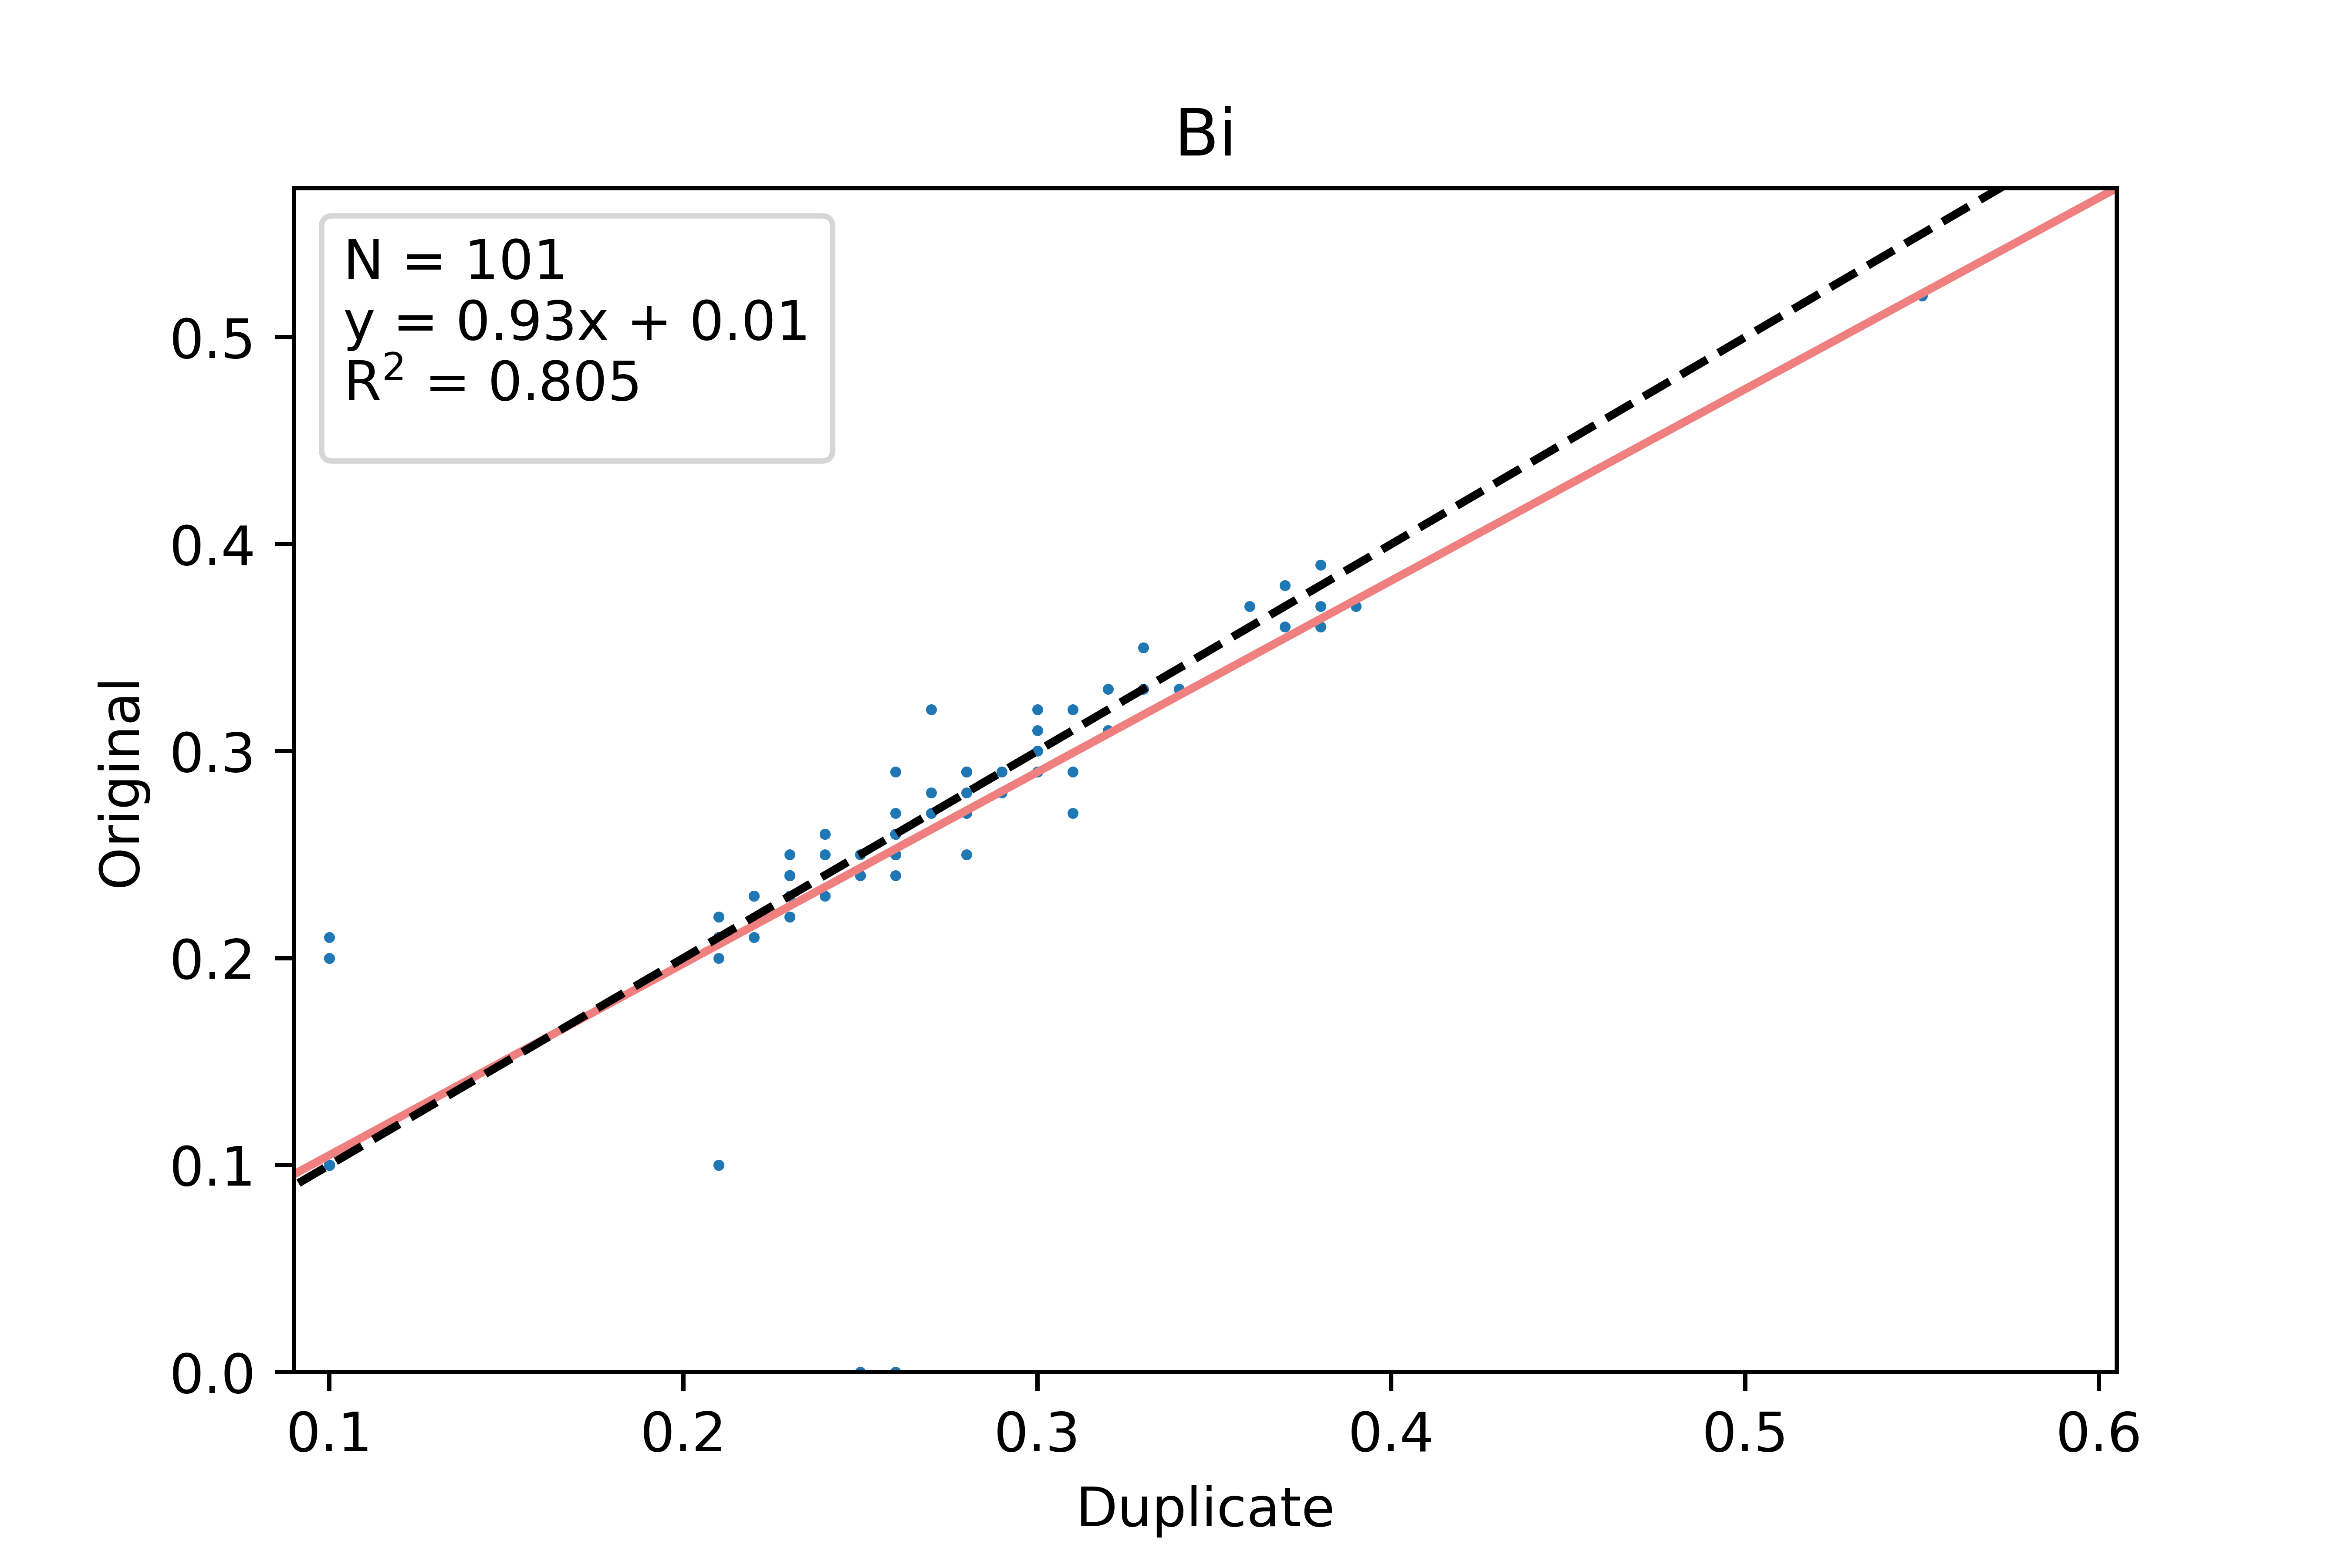 Bi
N = 101
y = 0.93x + 0.01
R² = 0.805
0.5
0.4
0.3
0.2
0.1
0.0
Original
0.1 0.2 0.3 0.4 0.5 0.6
Duplicate